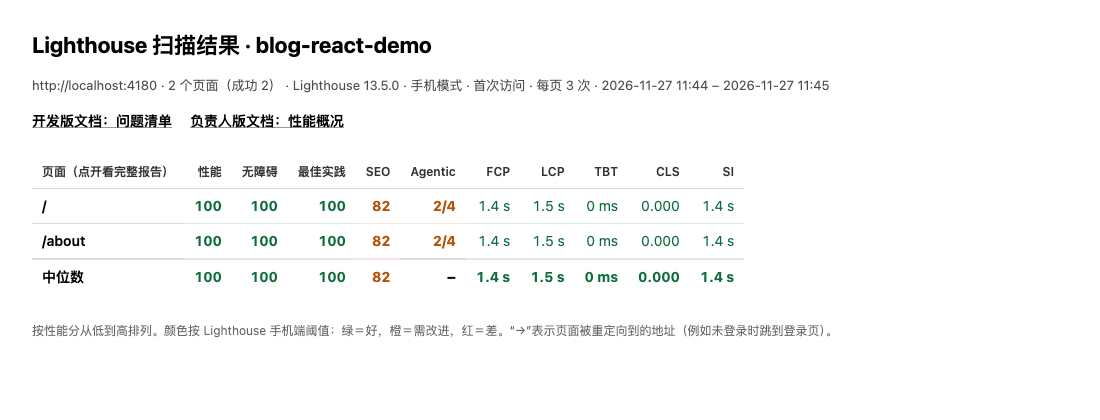 Lighthouse 扫描结果 · blog-react-demo
http://localhost:4180 · 2 个页面（成功 2） · Lighthouse 13.5.0 · 手机模式 · 首次访问 · 每页 3 次 · 2026-11-27 11:44 – 2026-11-27 11:45
开发版文档：问题清单 负责人版文档：性能概况
页面（点开看完整报告） 性能 无障碍 最佳实践 SEO Agentic FCP LCP TBT CLS SI
/ 100 100 100 82 2/4 1.4 s 1.5 s 0 ms 0.000 1.4 s
/about 100 100 100 82 2/4 1.4 s 1.5 s 0 ms 0.000 1.4 s
中位数 100 100 100 82 – 1.4 s 1.5 s 0 ms 0.000 1.4 s
按性能分从低到高排列。颜色按 Lighthouse 手机端阈值：绿＝好，橙＝需改进，红＝差。“→”表示页面被重定向到的地址（例如未登录时跳到登录页）。